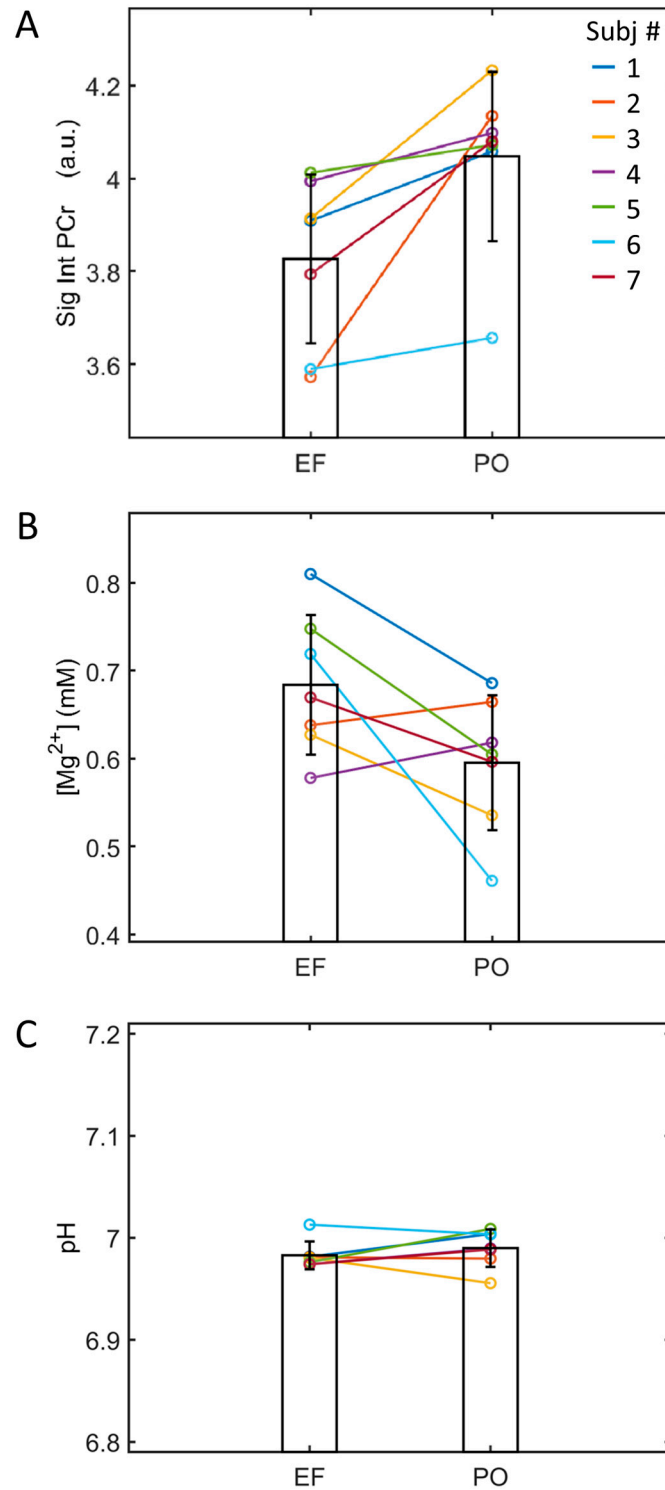 A
Subj #
1
2
3
4
5
6
7
Sig Int PCr (a.u.)
4.2
4
3.8
3.6
EF PO
B
[Mg²⁺] (mM)
0.8
0.7
0.6
0.5
0.4
EF PO
C
pH
7.2
7.1
7
6.9
6.8
EF PO